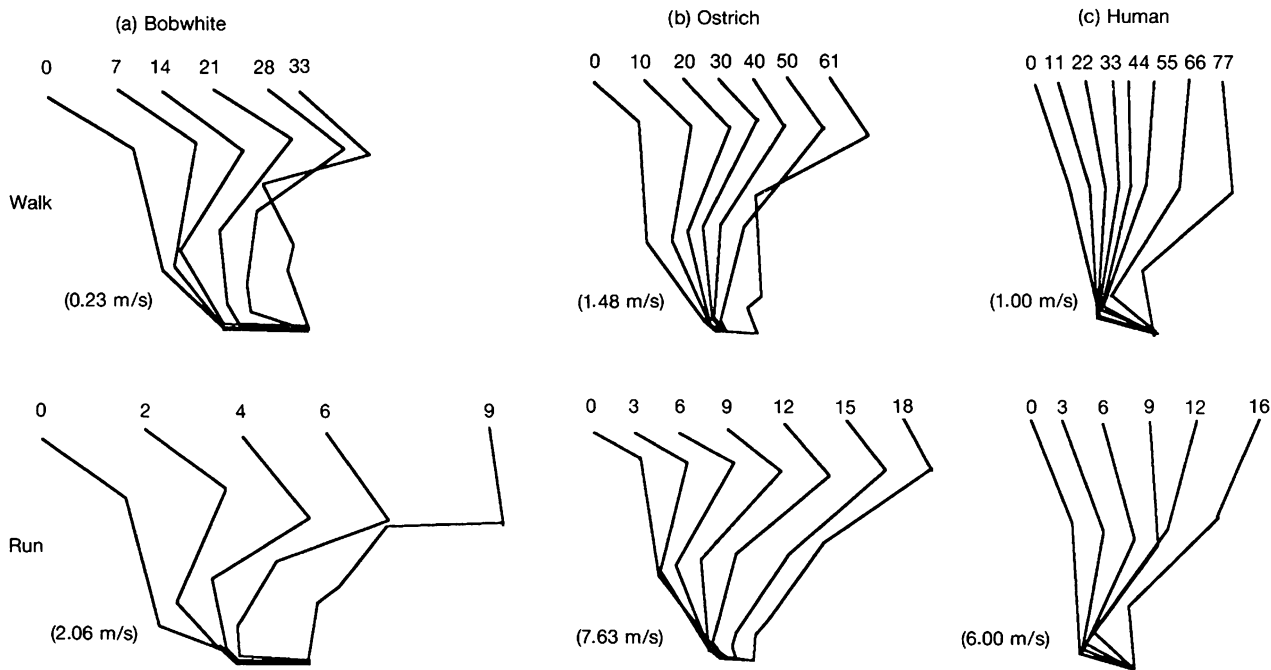 (a) Bobwhite
(b) Ostrich
(c) Human
0 7 14 21 28 33
0 10 20 30 40 50 61
0 11 22 33 44 55 66 77
Walk
(0.23 m/s)
(1.48 m/s)
(1.00 m/s)
0 2 4 6 9
0 3 6 9 12 15 18
0 3 6 9 12 16
Run
(2.06 m/s)
(7.63 m/s)
(6.00 m/s)